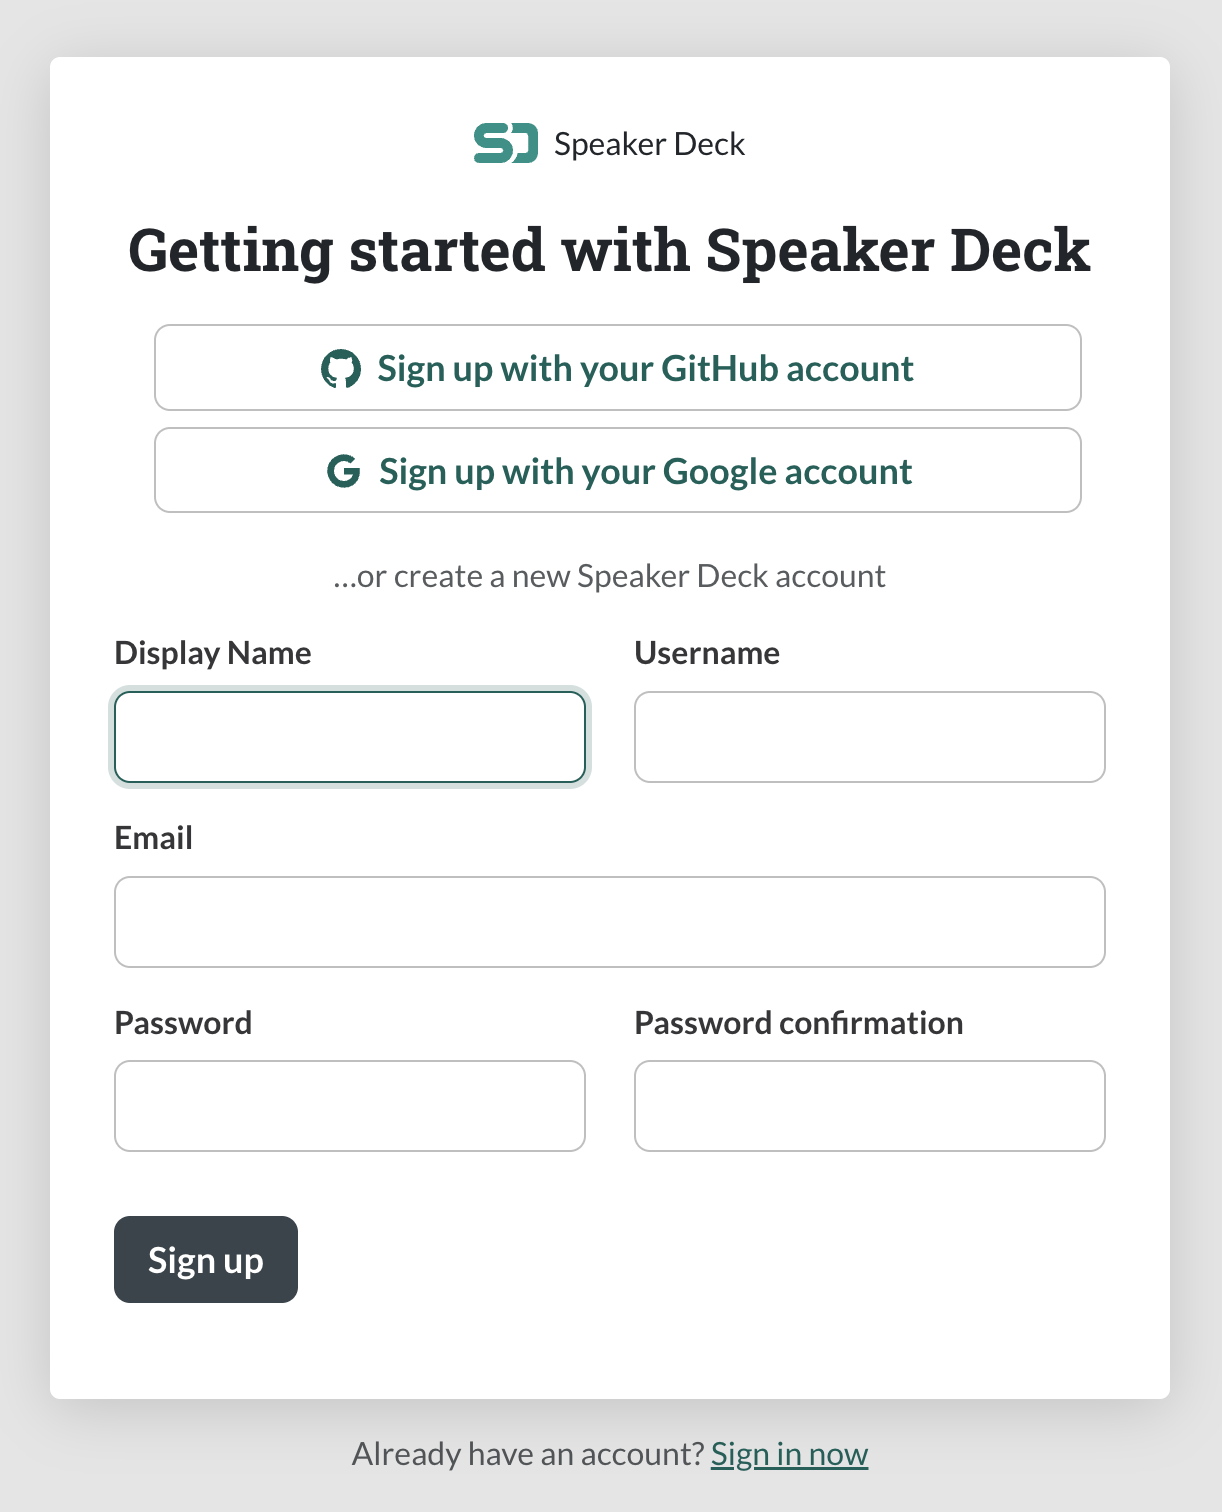 Speaker Deck
Getting started with Speaker Deck
Sign up with your GitHub account
Sign up with your Google account
...or create a new Speaker Deck account
Display Name
Username
Email
Password
Password confirmation
Sign up
Already have an account? Sign in now